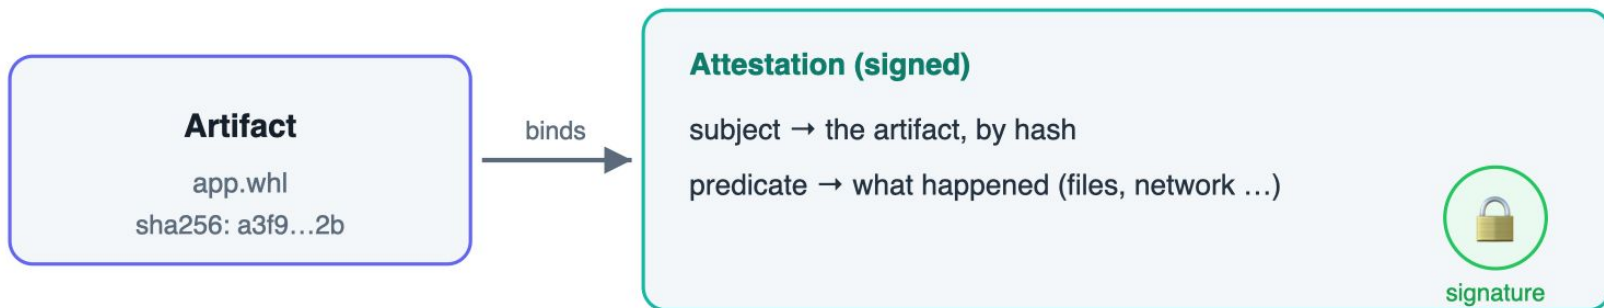 Artifact
app.whl
sha256: a3f9…2b
binds
Attestation (signed)
subject → the artifact, by hash
predicate → what happened (files, network …)
signature